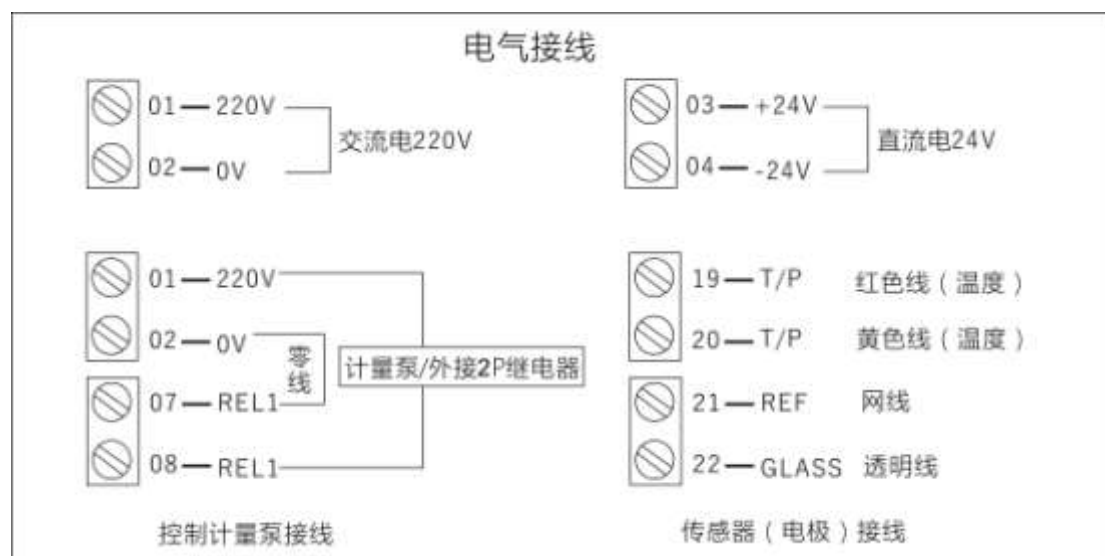 电气接线
01 — 220V
交流电220V
02 — 0V
03 — +24V
直流电24V
04 — -24V
01 — 220V
02 — 0V
零线
计量泵/外接2P继电器
07 — REL1
08 — REL1
控制计量泵接线
19 — T/P 红色线（温度）
20 — T/P 黄色线（温度）
21 — REF 网线
22 — GLASS 透明线
传感器（电极）接线